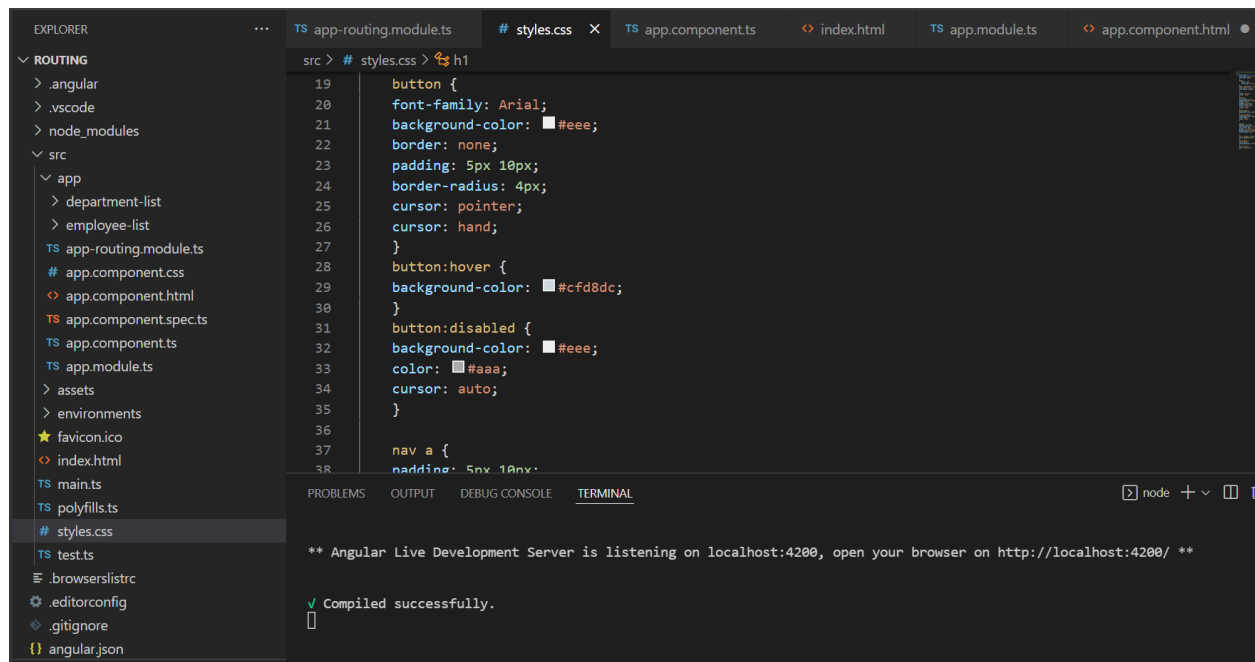 EXPLORER
ROUTING
.angular
.vscode
node_modules
src
app
department-list
employee-list
TS app-routing.module.ts
# app.component.css
<> app.component.html
TS app.component.spec.ts
TS app.component.ts
TS app.module.ts
assets
environments
favicon.ico
<> index.html
TS main.ts
TS polyfills.ts
# styles.css
TS test.ts
.browserslistrc
.editorconfig
.gitignore
{} angular.json
TS app-routing.module.ts # styles.css TS app.component.ts <> index.html TS app.module.ts <> app.component.html
src > # styles.css > h1
19 button {
20 font-family: Arial;
21 background-color: #eee;
22 border: none;
23 padding: 5px 10px;
24 border-radius: 4px;
25 cursor: pointer;
26 cursor: hand;
27 }
28 button:hover {
29 background-color: #cfd8dc;
30 }
31 button:disabled {
32 background-color: #eee;
33 color: #aaa;
34 cursor: auto;
35 }
36
37 nav a {
38 padding: 5px 10px;
PROBLEMS OUTPUT DEBUG CONSOLE TERMINAL node
** Angular Live Development Server is listening on localhost:4200, open your browser on http://localhost:4200/ **
√ Compiled successfully.